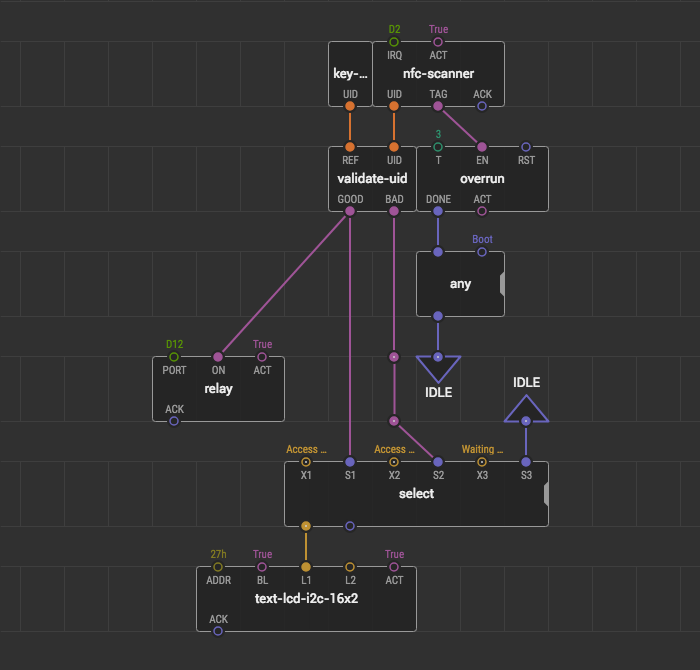 D2 True
IRQ ACT
key-... nfc-scanner
UID UID TAG ACK
3
REF UID T EN RST
validate-uid overrun
GOOD BAD DONE ACT
Boot
any
D12 True
PORT ON ACT
relay
ACK
IDLE
IDLE
Access ... Access ... Waiting ...
X1 S1 X2 S2 X3 S3
select
27h True True
ADDR BL L1 L2 ACT
text-lcd-i2c-16x2
ACK